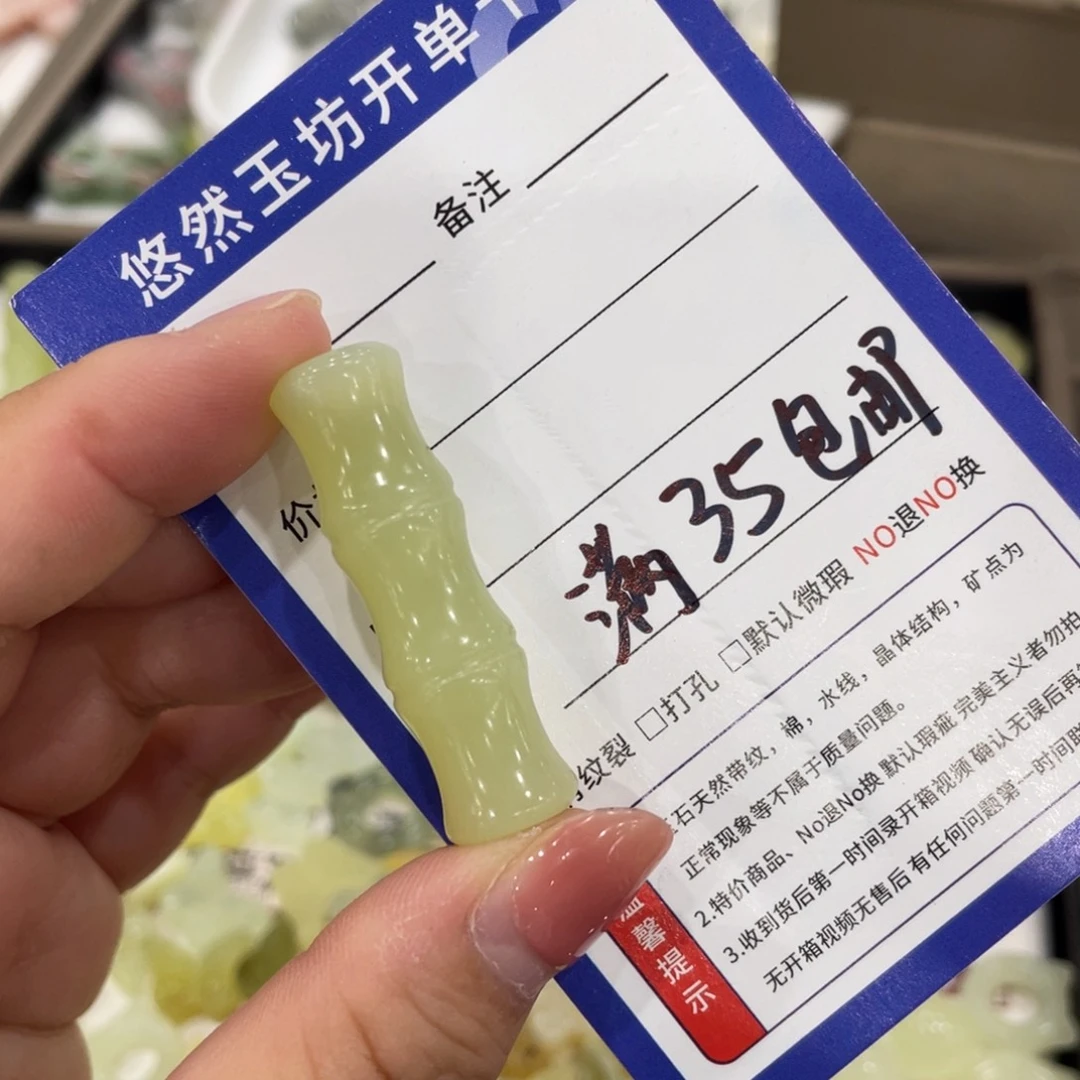 悠然玉坊开单
备注
价
满35包邮
纹裂 □打孔 □默认微瑕 NO退NO换
石天然带纹，棉，水线，晶体结构，矿点为
正常现象等不属于质量问题。
2.特价商品、No退No换 默认瑕疵 完美主义者勿拍
3.收到货后第一时间录开箱视频 确认无误后再
无开箱视频无售后 有任何问题第一时间
温馨提示